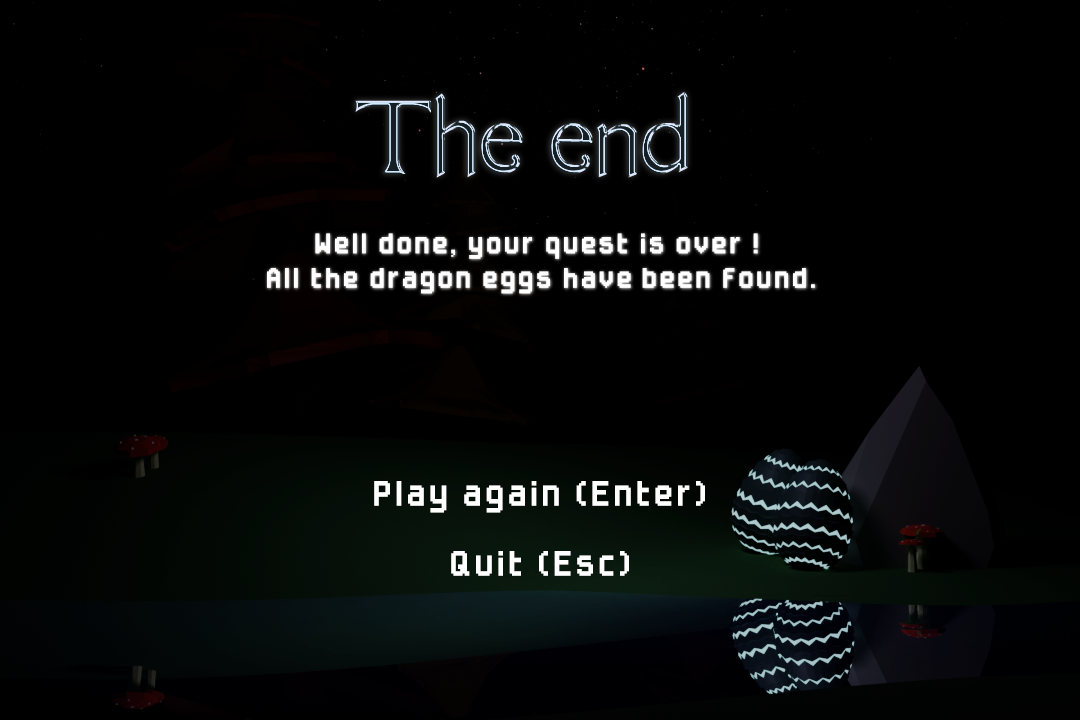 The end
Well done, your quest is over !
All the dragon eggs have been found.
Play again (Enter)
Quit (Esc)